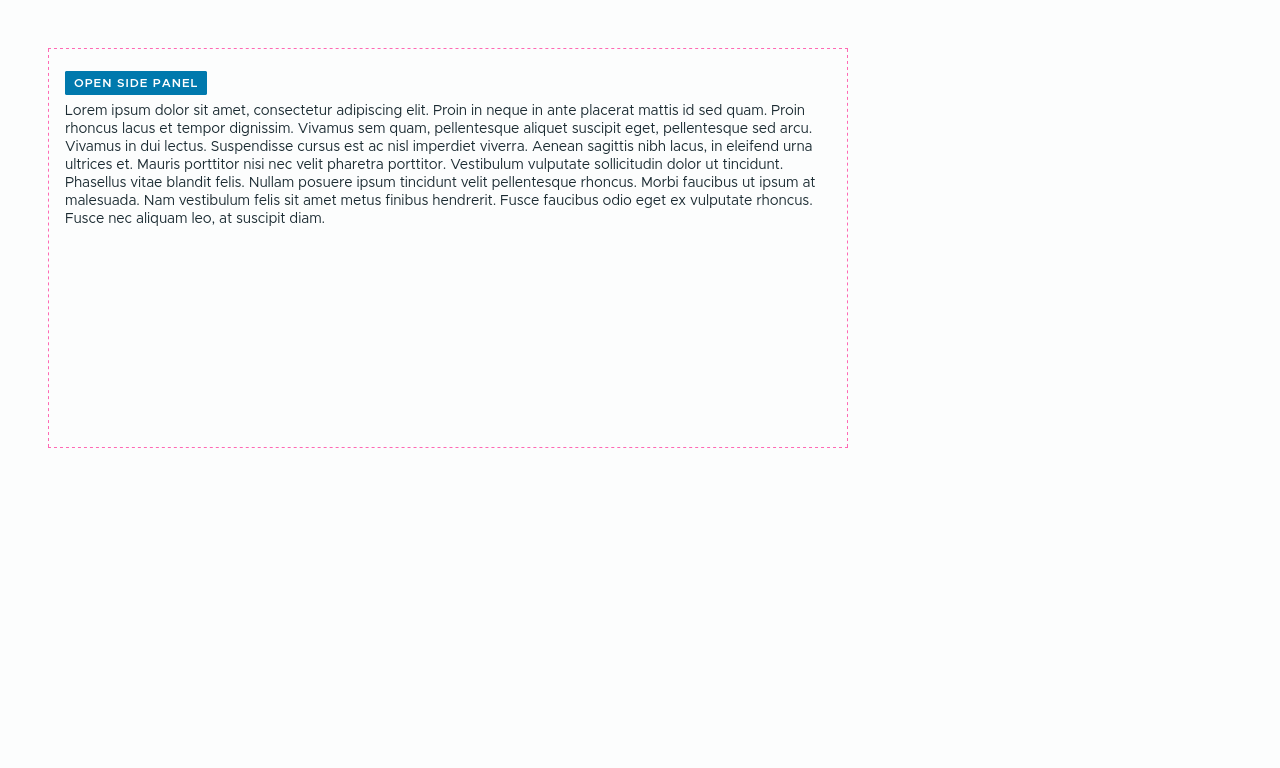 OPEN SIDE PANEL
Lorem ipsum dolor sit amet, consectetur adipiscing elit. Proin in neque in ante placerat mattis id sed quam. Proin
rhoncus lacus et tempor dignissim. Vivamus sem quam, pellentesque aliquet suscipit eget, pellentesque sed arcu.
Vivamus in dui lectus. Suspendisse cursus est ac nisl imperdiet viverra. Aenean sagittis nibh lacus, in eleifend urna
ultrices et. Mauris porttitor nisi nec velit pharetra porttitor. Vestibulum vulputate sollicitudin dolor ut tincidunt.
Phasellus vitae blandit felis. Nullam posuere ipsum tincidunt velit pellentesque rhoncus. Morbi faucibus ut ipsum at
malesuada. Nam vestibulum felis sit amet metus finibus hendrerit. Fusce faucibus odio eget ex vulputate rhoncus.
Fusce nec aliquam leo, at suscipit diam.